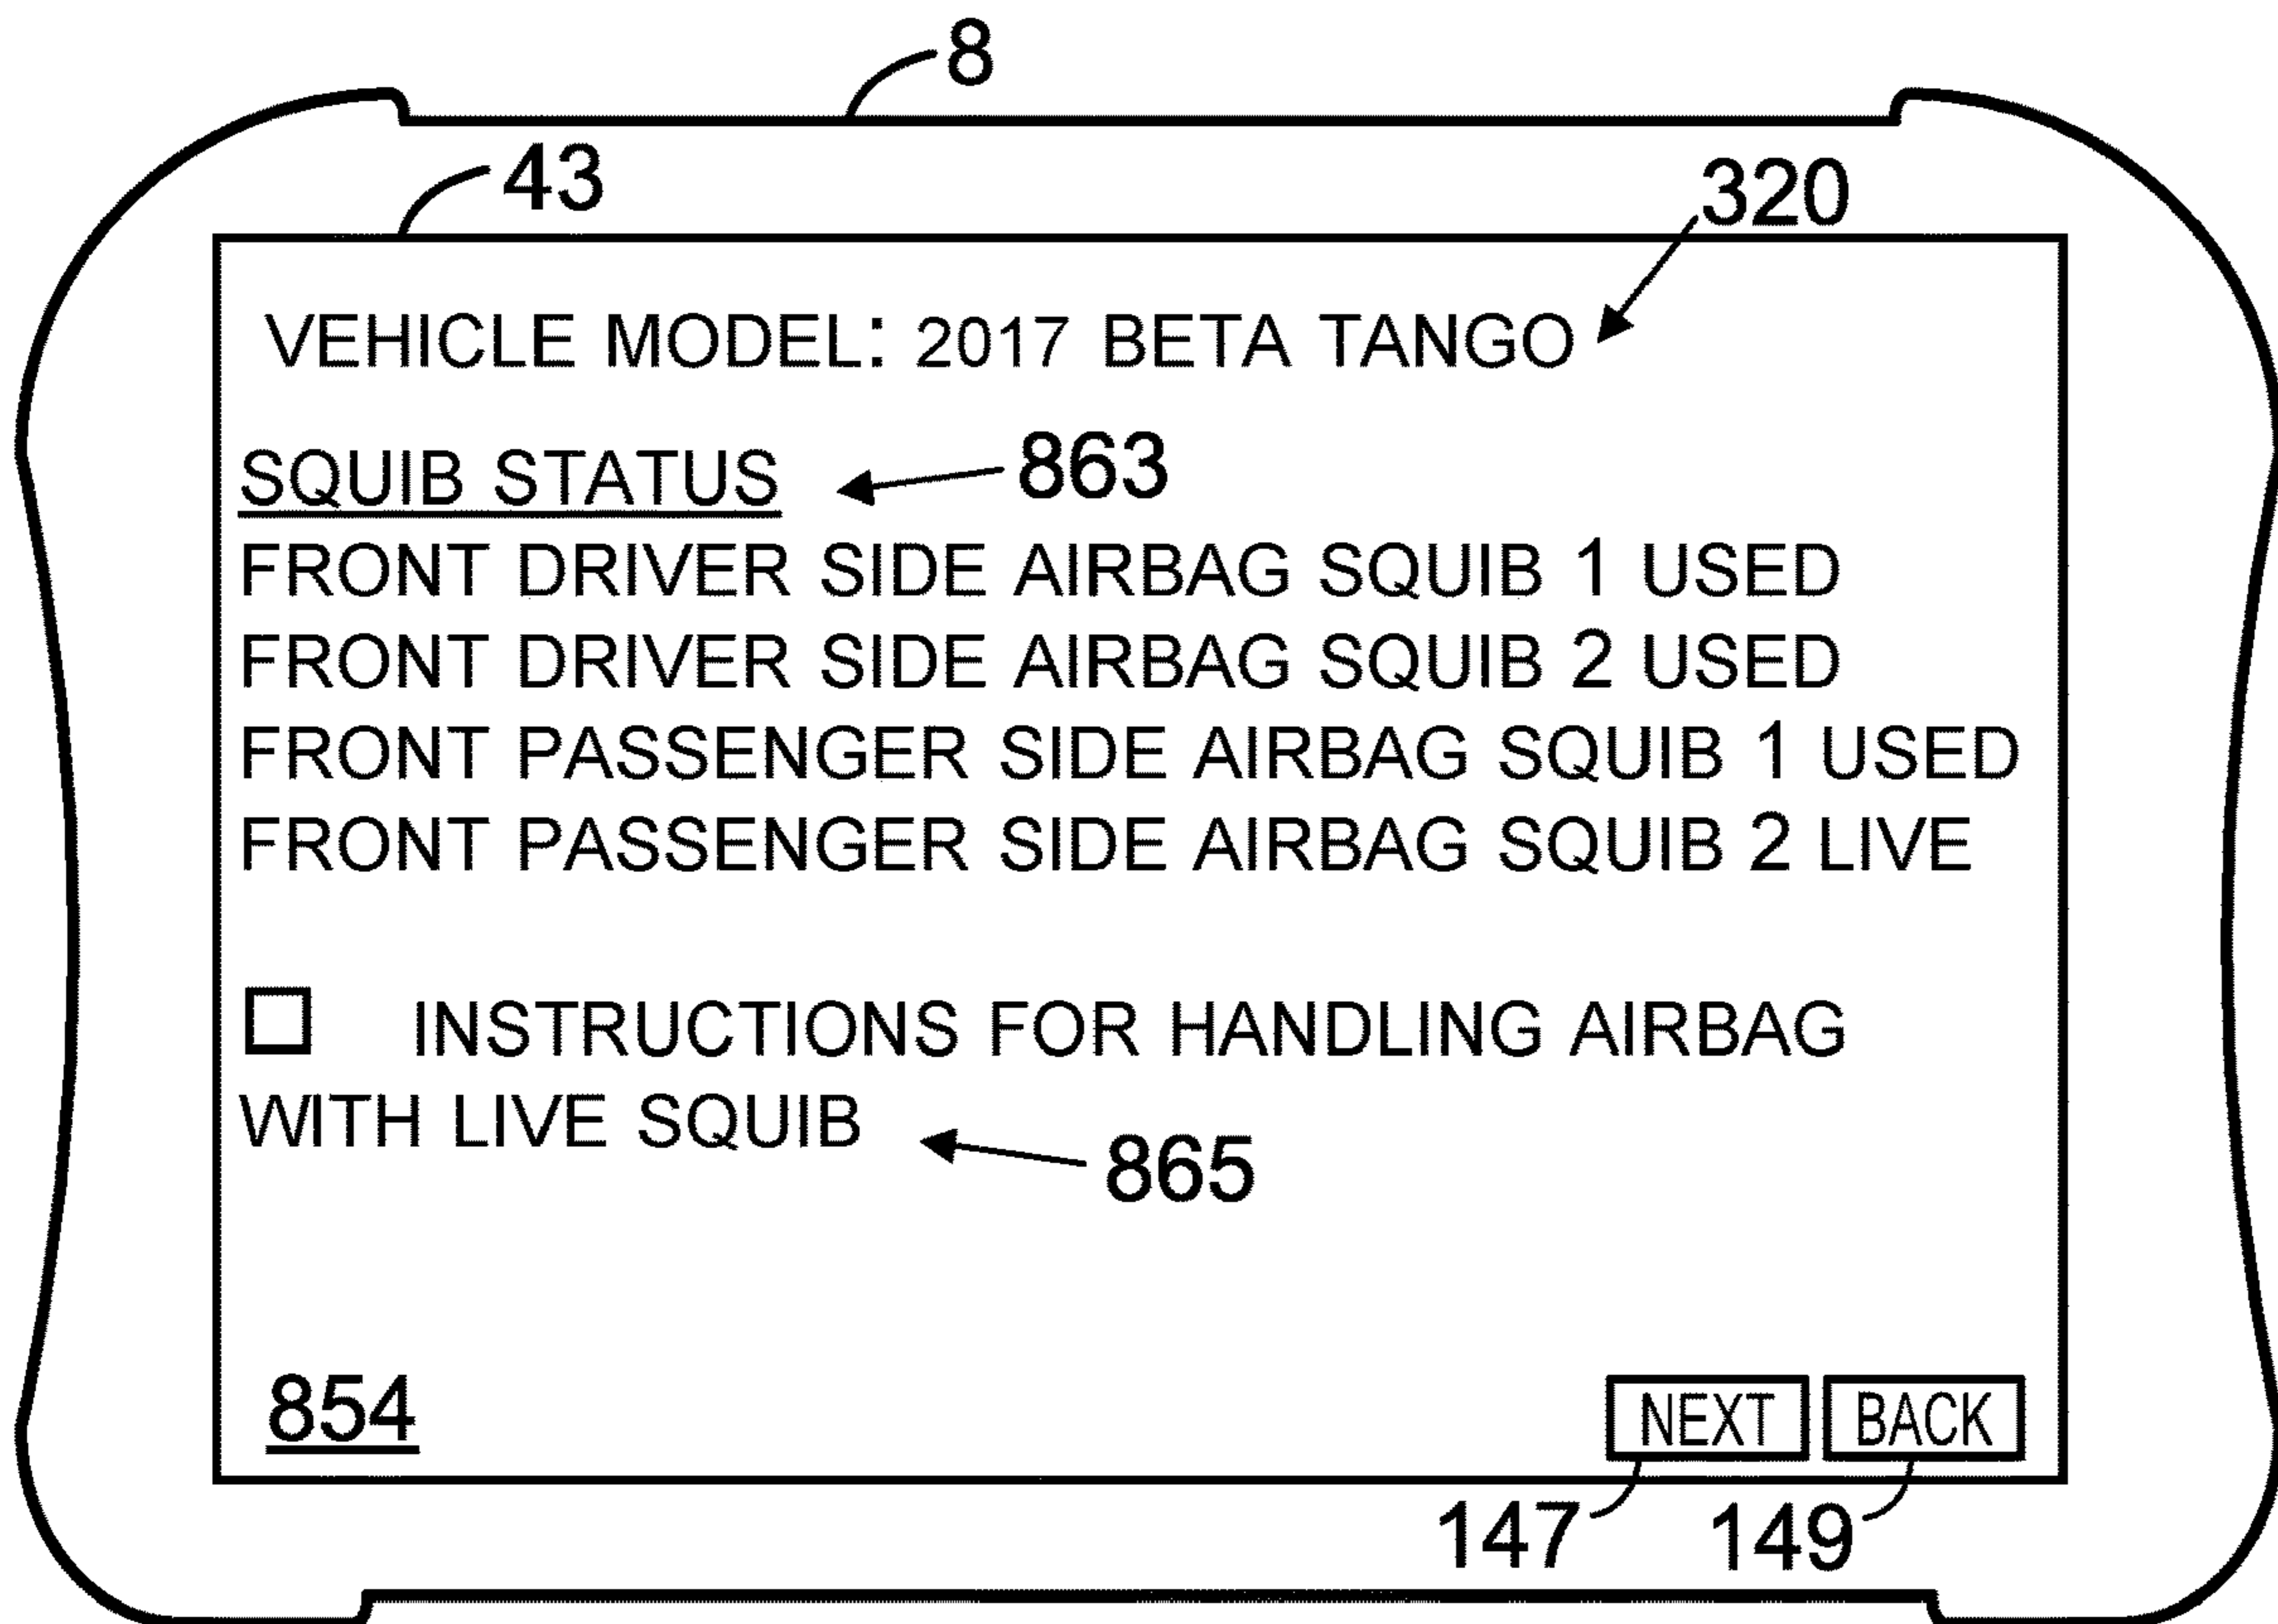 8
43
320
VEHICLE MODEL: 2017 BETA TANGO
SQUIB STATUS
863
FRONT DRIVER SIDE AIRBAG SQUIB 1 USED
FRONT DRIVER SIDE AIRBAG SQUIB 2 USED
FRONT PASSENGER SIDE AIRBAG SQUIB 1 USED
FRONT PASSENGER SIDE AIRBAG SQUIB 2 LIVE
INSTRUCTIONS FOR HANDLING AIRBAG
WITH LIVE SQUIB
865
854
NEXT BACK
147 149